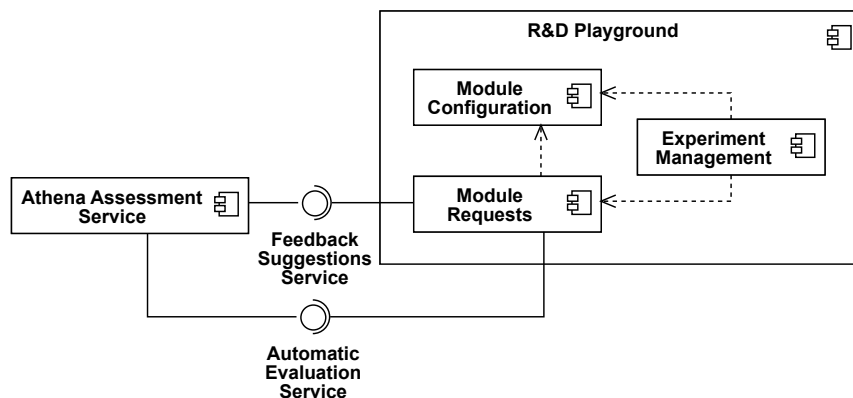 R&D Playground
Module
Configuration
Experiment
Management
Athena Assessment
Service
Module
Requests
Feedback
Suggestions
Service
Automatic
Evaluation
Service